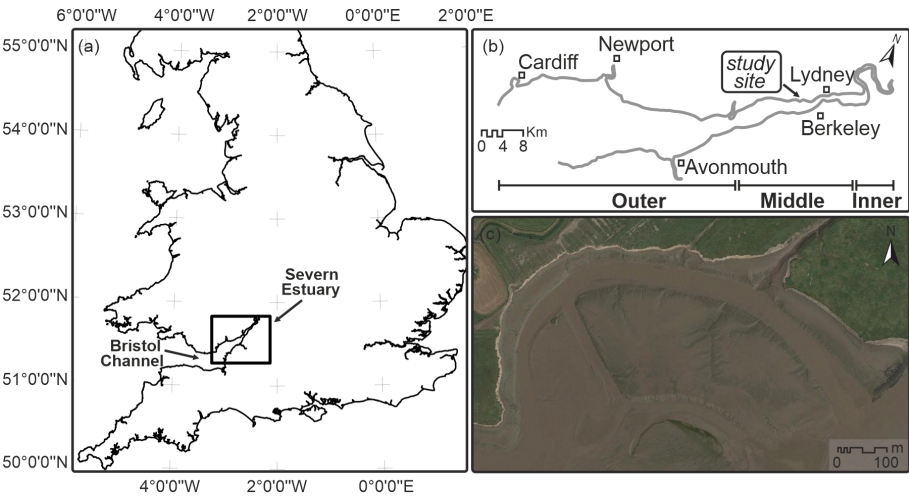 6°0'0"W 4°0'0"W 2°0'0"W 0°0'0"E 2°0'0"E
(a)
55°0'0"N
54°0'0"N
53°0'0"N
52°0'0"N
51°0'0"N
50°0'0"N
Severn
Estuary
Bristol
Channel
4°0'0"W 2°0'0"W 0°0'0"E
(b)
Cardiff
Newport
study
site
Lydney
N
Berkeley
Avonmouth
Km
0 4 8
Outer Middle Inner
(c)
N
m
0 100